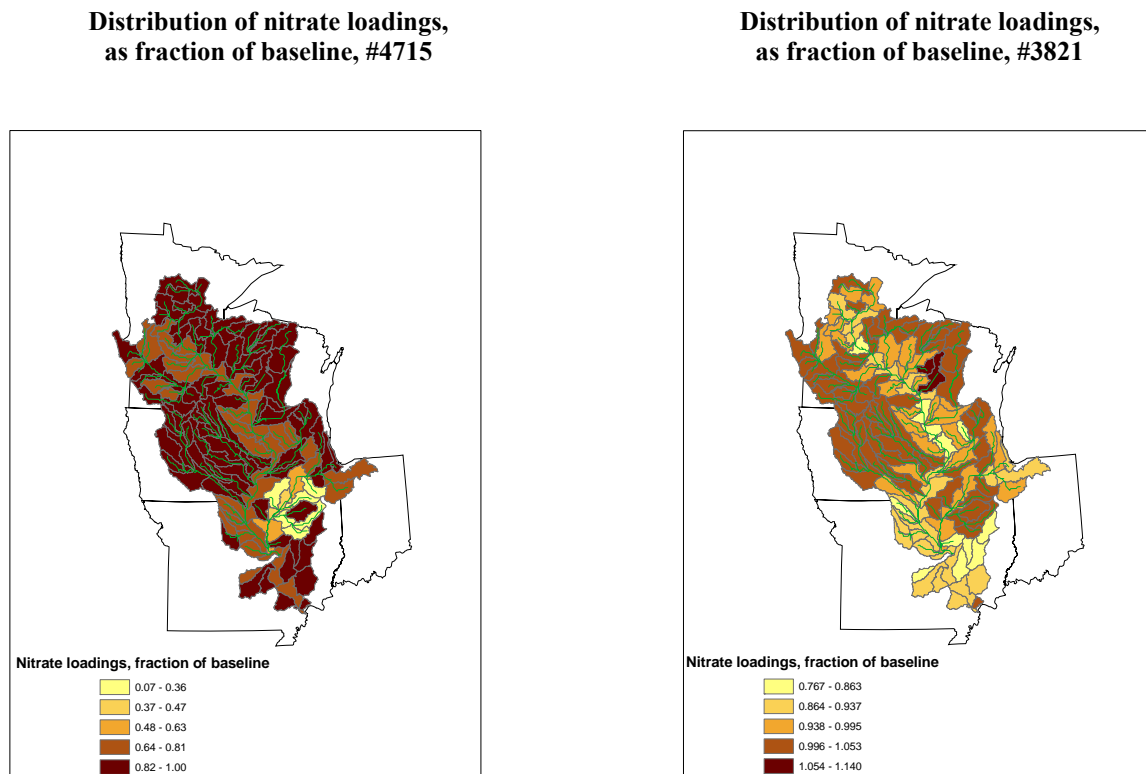 Distribution of nitrate loadings,
as fraction of baseline, #4715
Nitrate loadings, fraction of baseline
0.07 - 0.36
0.37 - 0.47
0.48 - 0.63
0.64 - 0.81
0.82 - 1.00
Distribution of nitrate loadings,
as fraction of baseline, #3821
Nitrate loadings, fraction of baseline
0.767 - 0.863
0.864 - 0.937
0.938 - 0.995
0.996 - 1.053
1.054 - 1.140